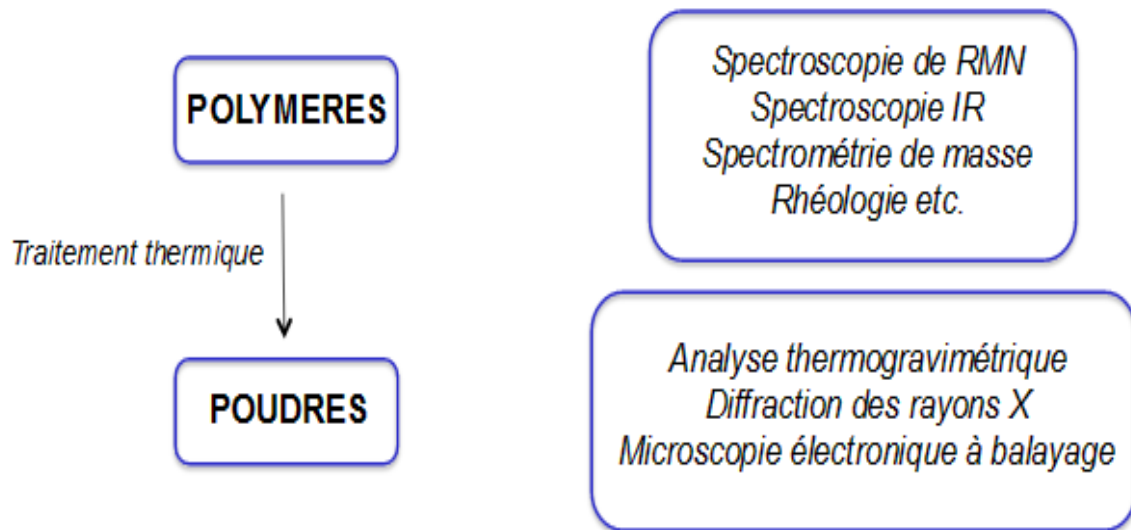 POLYMERES
Traitement thermique
POUDRES
Spectroscopie de RMN
Spectroscopie IR
Spectrométrie de masse
Rhéologie etc.
Analyse thermogravimétrique
Diffraction des rayons X
Microscopie électronique à balayage